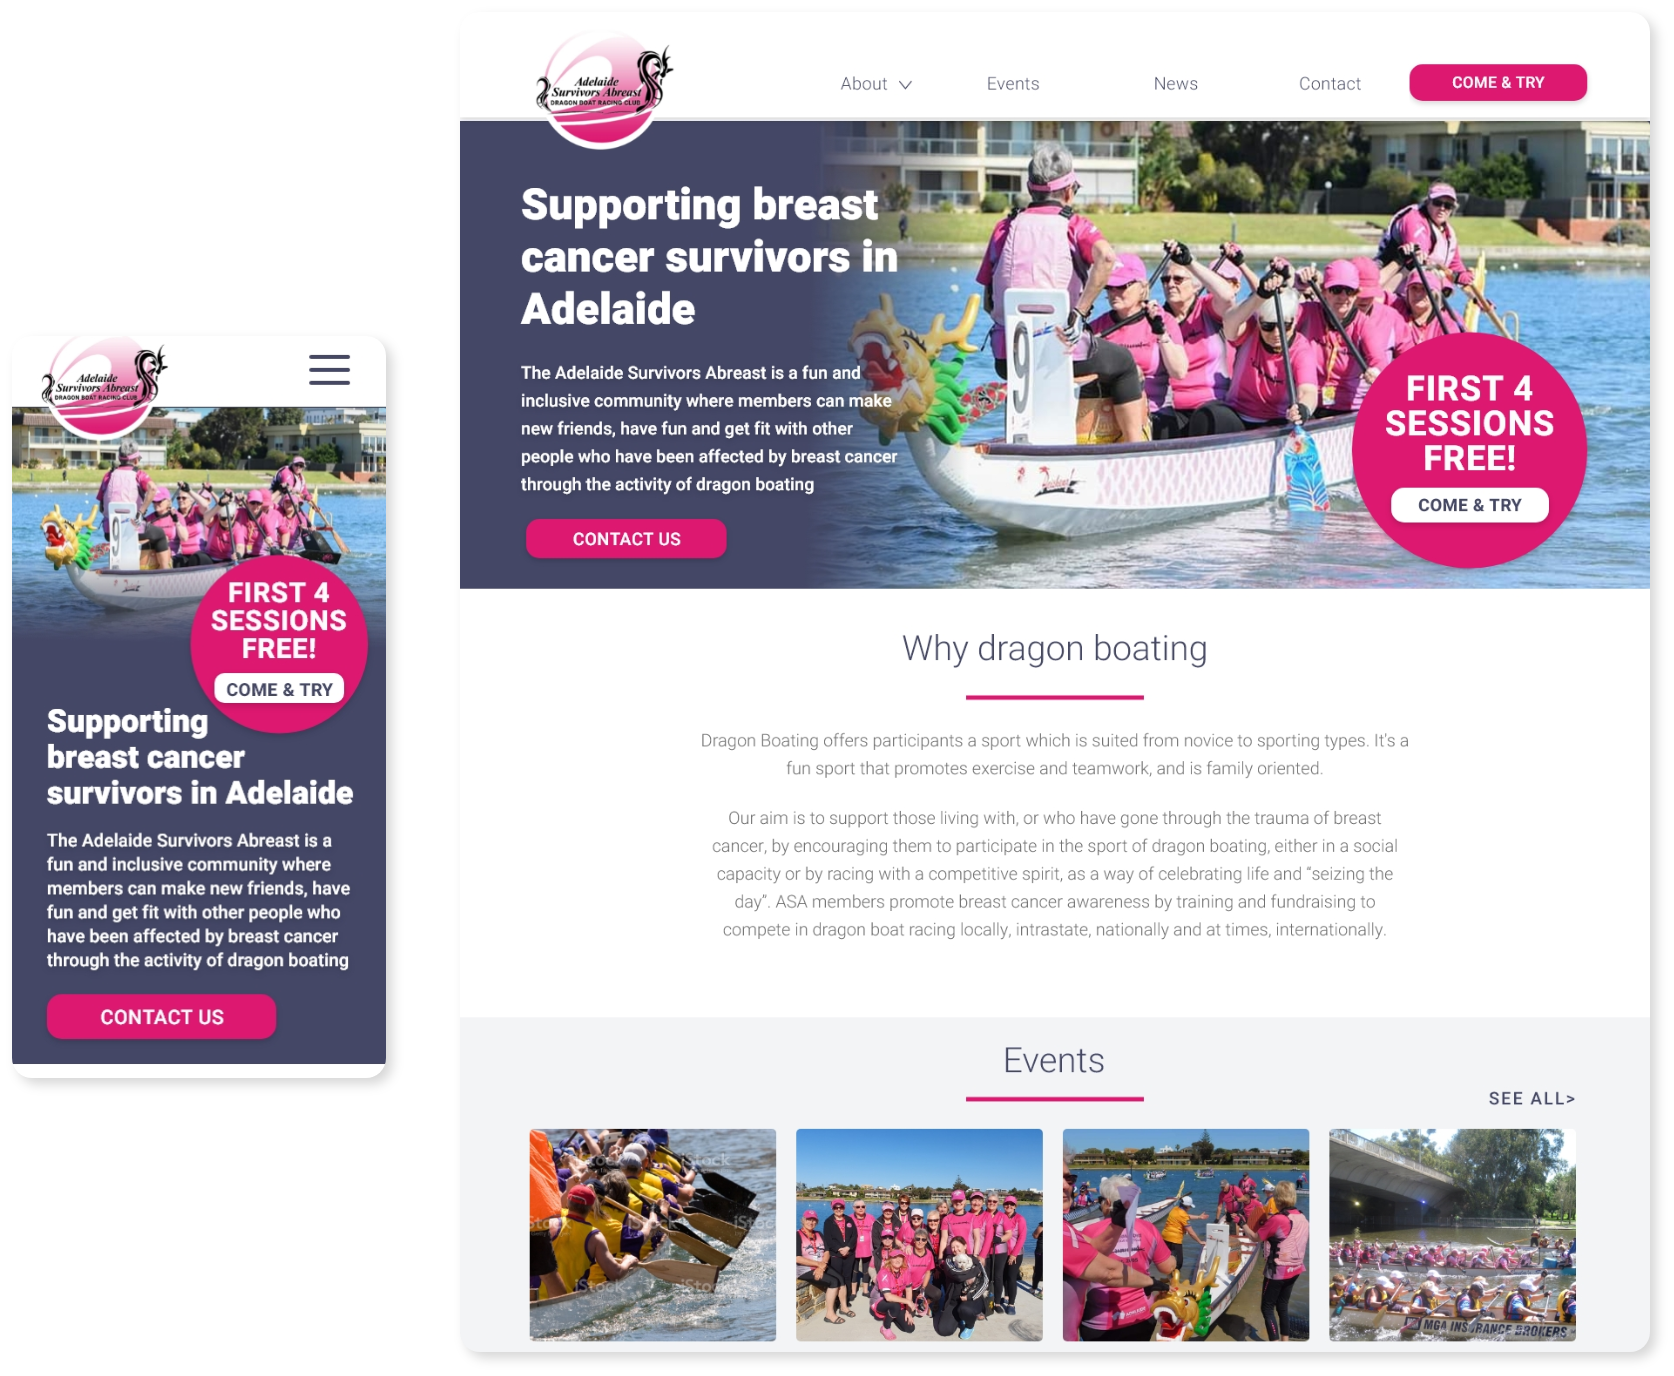 Adelaide
Survivors Abreast
DRAGON BOAT RACING CLUB
FIRST 4
SESSIONS
FREE!
COME & TRY
Supporting
breast cancer
survivors in Adelaide
The Adelaide Survivors Abreast is a
fun and inclusive community where
members can make new friends, have
fun and get fit with other people who
have been affected by breast cancer
through the activity of dragon boating
CONTACT US
Adelaide
Survivors Abreast
DRAGON BOAT RACING CLUB
About
Events
News
Contact
COME & TRY
Supporting breast
cancer survivors in
Adelaide
The Adelaide Survivors Abreast is a fun and
inclusive community where members can make
new friends, have fun and get fit with other
people who have been affected by breast cancer
through the activity of dragon boating
CONTACT US
9
FIRST 4
SESSIONS
FREE!
COME & TRY
Why dragon boating
Dragon Boating offers participants a sport which is suited from novice to sporting types. It's a
fun sport that promotes exercise and teamwork, and is family oriented.
Our aim is to support those living with, or who have gone through the trauma of breast
cancer, by encouraging them to participate in the sport of dragon boating, either in a social
capacity or by racing with a competitive spirit, as a way of celebrating life and “seizing the
day”. ASA members promote breast cancer awareness by training and fundraising to
compete in dragon boat racing locally, intrastate, nationally and at times, internationally.
Events
SEE ALL>
iStock
iStock
iStock
iStock
MGA INSURANCE BROKERS